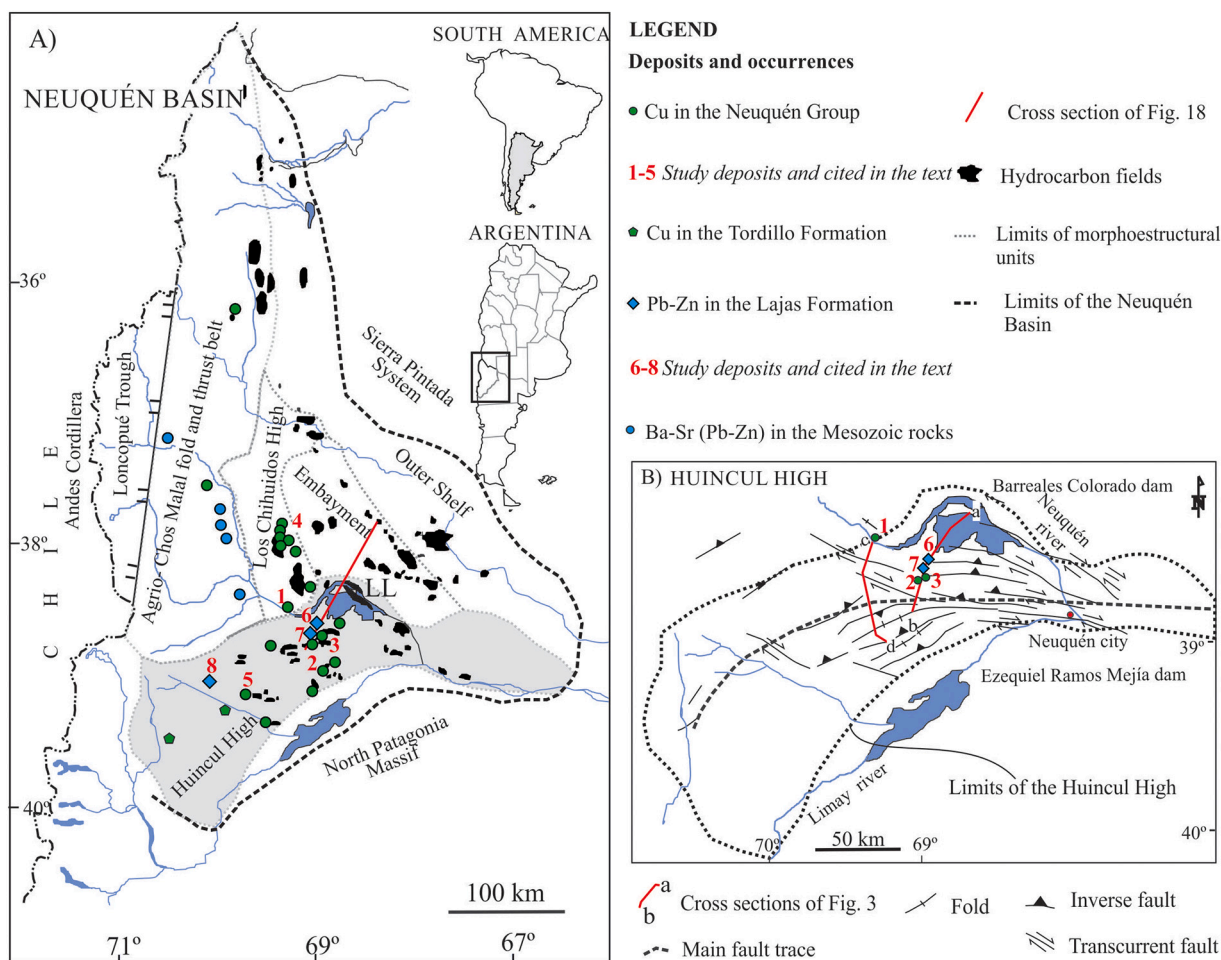 A)
NEUQUÉN BASIN
SOUTH AMERICA
ARGENTINA
36º
38º
40º
71º
69º
67º
Andes Cordillera
CHILE
Loncopué Trough
Agrio- Chos Malal fold and thrust belt
Los Chihuidos High
Embayment
Sierra Pintada
System
Outer Shelf
4
1
LL
6
7
3
2
8
5
Huincul High
North Patagonia
Massif
100 km
LEGEND
Deposits and occurrences
Cu in the Neuquén Group
Cross section of Fig. 18
1-5 Study deposits and cited in the text
Hydrocarbon fields
Cu in the Tordillo Formation
Limits of morphoestructural
units
Pb-Zn in the Lajas Formation
Limits of the Neuquén
Basin
6-8 Study deposits and cited in the text
Ba-Sr (Pb-Zn) in the Mesozoic rocks
B) HUINCUL HIGH
Barreales Colorado dam
N
Neuquén
river
1
c
a
6
7
2
3
b
d
Neuquén city
39º
Ezequiel Ramos Mejía dam
Limits of the Huincul High
Limay river
70º
69º
50 km
40º
a
b
Cross sections of Fig. 3
Fold
Inverse fault
Main fault trace
Transcurrent fault